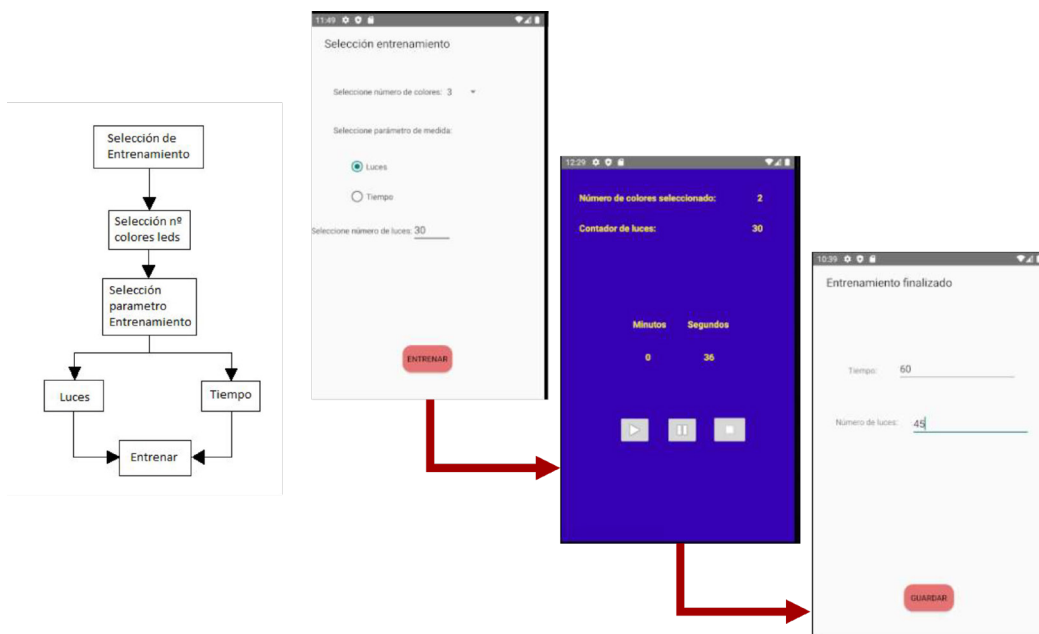 Selección de
Entrenamiento
Selección nº
colores leds
Selección
parametro
Entrenamiento
Luces
Tiempo
Entrenar
11:49
Selección entrenamiento
Seleccione número de colores: 3
Seleccione parámetro de medida:
Luces
Tiempo
Seleccione número de luces: 30
ENTRENAR
12:29
Número de colores seleccionado: 2
Contador de luces: 30
Minutos Segundos
0 36
10:39
Entrenamiento finalizado
Tiempo: 60
Número de luces: 45
GUARDAR